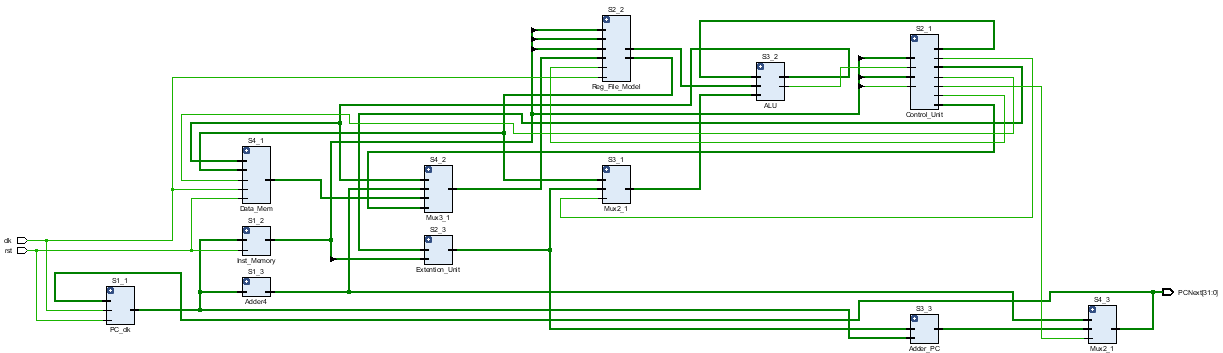 S2_2
Reg_File_Model
S2_1
Control_Unit
S3_2
ALU
S4_1
Data_Mem
S4_2
Mux3_1
S3_1
Mux2_1
clk
rst
S1_2
Inst_Memory
S2_3
Extention_Unit
S1_3
Adder4
S1_1
PC_clk
PCNext[31:0]
S3_3
Adder_PC
S4_3
Mux2_1